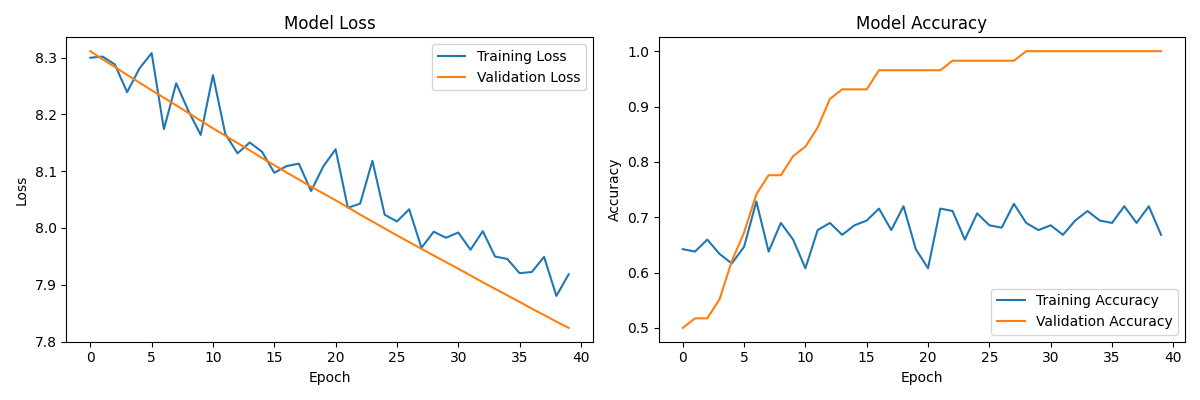 Model Loss
Training Loss
Validation Loss
8.3
8.2
8.1
8.0
7.9
7.8
Loss
0 5 10 15 20 25 30 35 40
Epoch
Model Accuracy
1.0
0.9
0.8
0.7
0.6
0.5
Accuracy
Training Accuracy
Validation Accuracy
0 5 10 15 20 25 30 35 40
Epoch